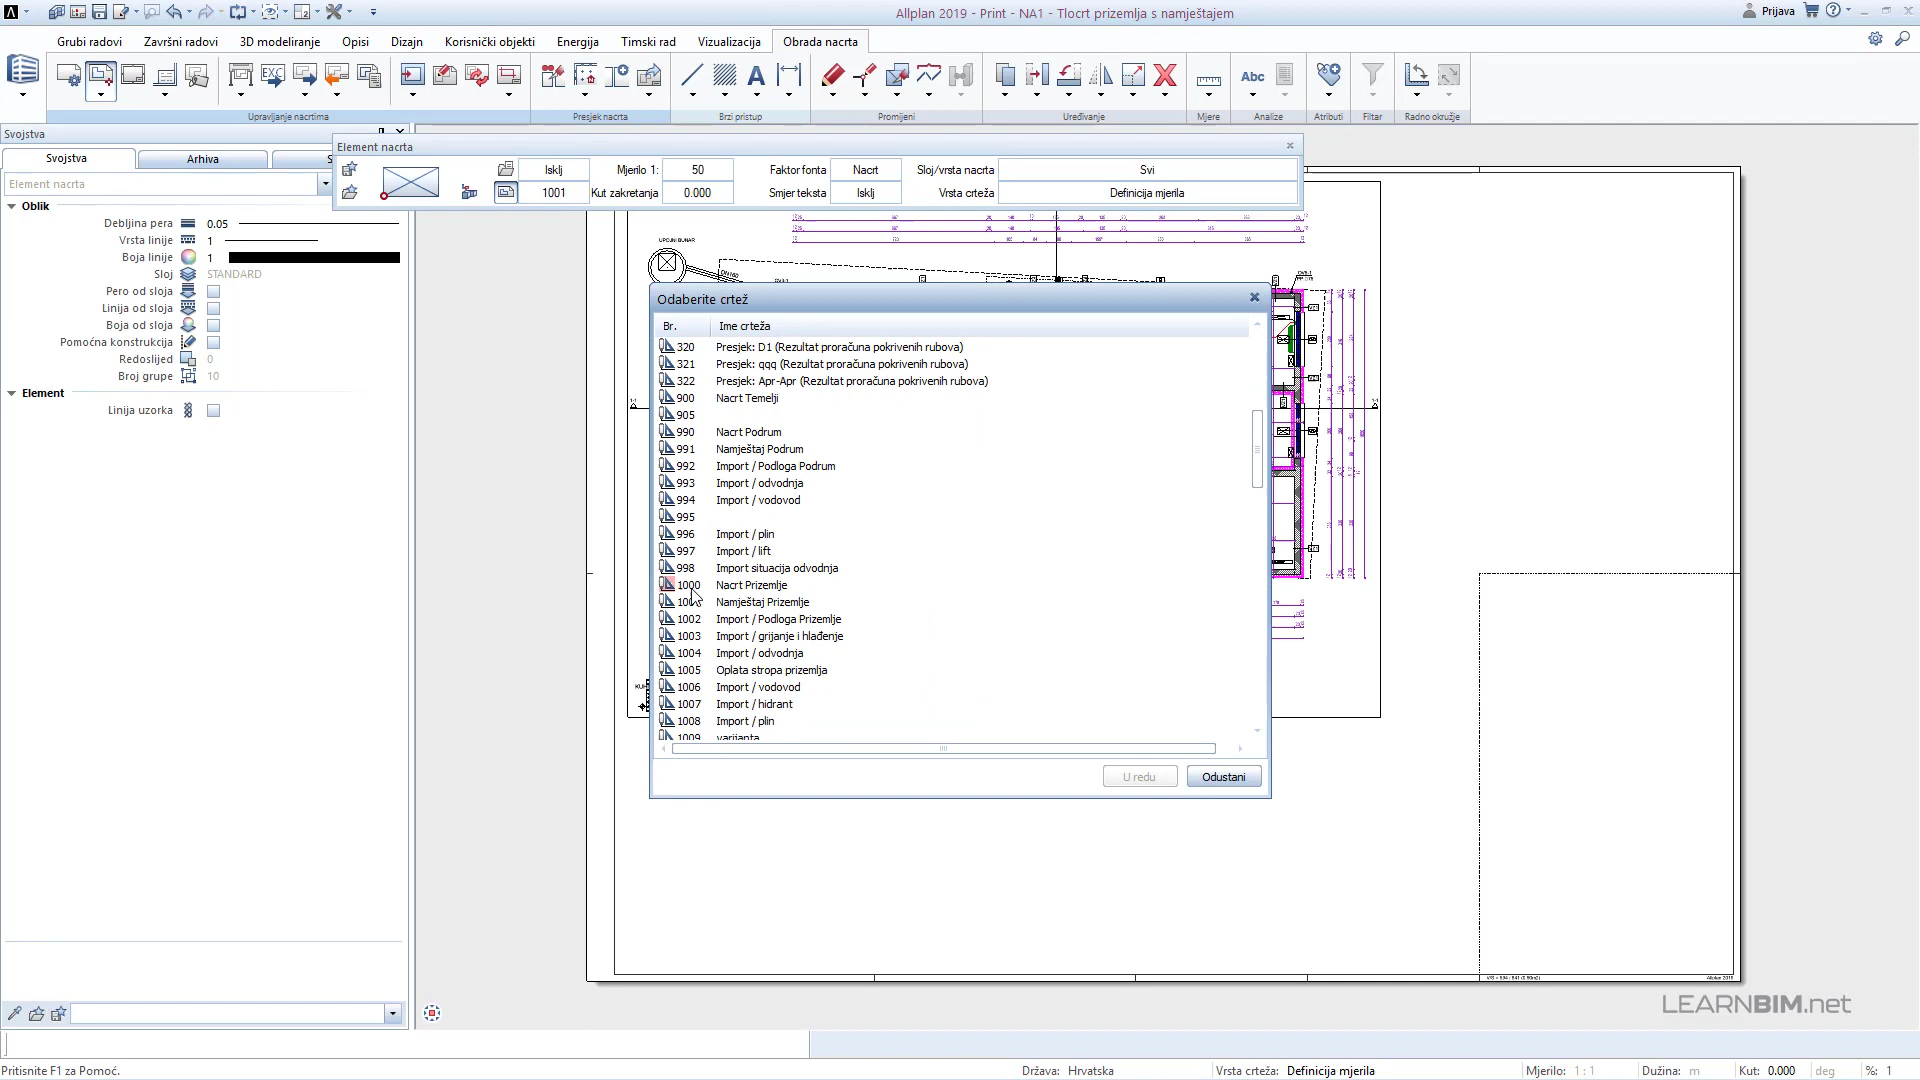 Allplan 2019 - Print - NA1 - Tlocrt prizemlja s namještajem
Prijava
Grubi radovi
Završni radovi
3D modeliranje
Opisi
Dizajn
Korisnički objekti
Energija
Timski rad
Vizualizacija
Obrada nacrta
Upravljanje nacrtima
Presjek nacrta
Brzi pristup
Promijeni
Uređivanje
Mjere
Analize
Atributi
Filtar
Radno okružje
Svojstva
Svojstva
Arhiva
Element nacrta
Oblik
Debljina pera 0.05
Vrsta linije 1
Boja linije 1
Sloj STANDARD
Pero od sloja
Linija od sloja
Boja od sloja
Pomoćna konstrukcija
Redoslijed 0
Broj grupe 10
Element
Linija uzorka
Element nacrta
Isklj Mjerilo 1: 50 Faktor fonta Nacrt Sloj/vrsta nacrta Svi
1001 Kut zakretanja 0.000 Smjer teksta Isklj Vrsta crteža Definicija mjerila
UPOJNI BUNAR
DN160
Odaberite crtež
Br. Ime crteža
320 Presjek: D1 (Rezultat proračuna pokrivenih rubova)
321 Presjek: qqq (Rezultat proračuna pokrivenih rubova)
322 Presjek: Apr-Apr (Rezultat proračuna pokrivenih rubova)
900 Nacrt Temelji
905
990 Nacrt Podrum
991 Namještaj Podrum
992 Import / Podloga Podrum
993 Import / odvodnja
994 Import / vodovod
995
996 Import / plin
997 Import / lift
998 Import situacija odvodnja
1000 Nacrt Prizemlje
Namještaj Prizemlje
1002 Import / Podloga Prizemlje
1003 Import / grijanje i hlađenje
1004 Import / odvodnja
1005 Oplata stropa prizemlja
1006 Import / vodovod
1007 Import / hidrant
1008 Import / plin
1009 varijanta
U redu
Odustani
Allplan 2019
LEARNBIM.net
Pritisnite F1 za Pomoć.
Država: Hrvatska
Vrsta crteža: Definicija mjerila
Mjerilo: 1 : 1
Dužina: m
Kut: 0.000 deg
%: 1